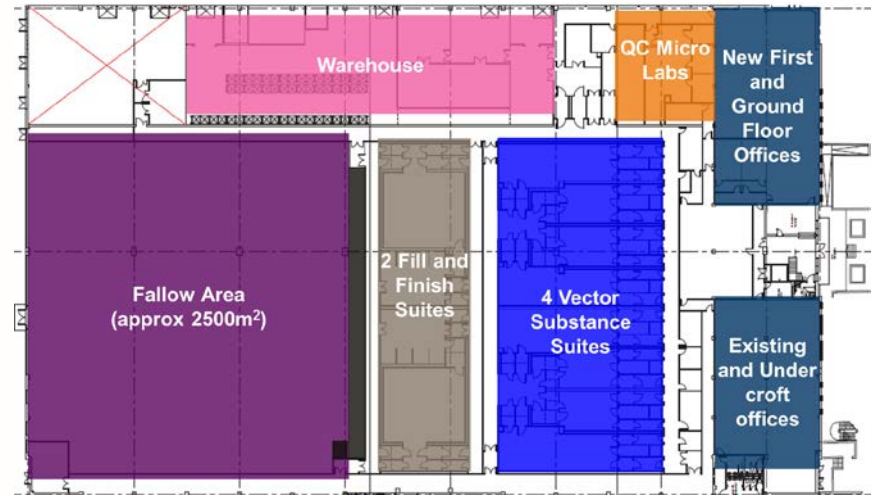 Warehouse
QC Micro
Labs
New First
and
Ground
Floor
Offices
Fallow Area
(approx 2500m²)
2 Fill and
Finish
Suites
4 Vector
Substance
Suites
Existing
and Under
croft
offices